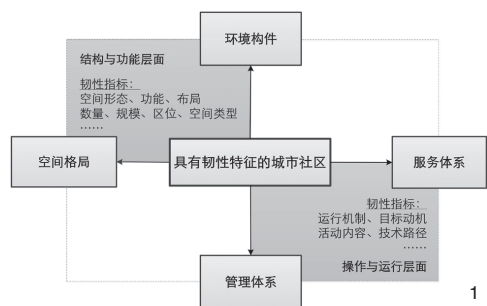 环境构件
结构与功能层面
韧性指标：
空间形态、功能、布局
数量、规模、区位、空间类型
……
空间格局
具有韧性特征的城市社区
服务体系
韧性指标：
运行机制、目标动机
活动内容、技术路径
……
操作与运行层面
管理体系
1